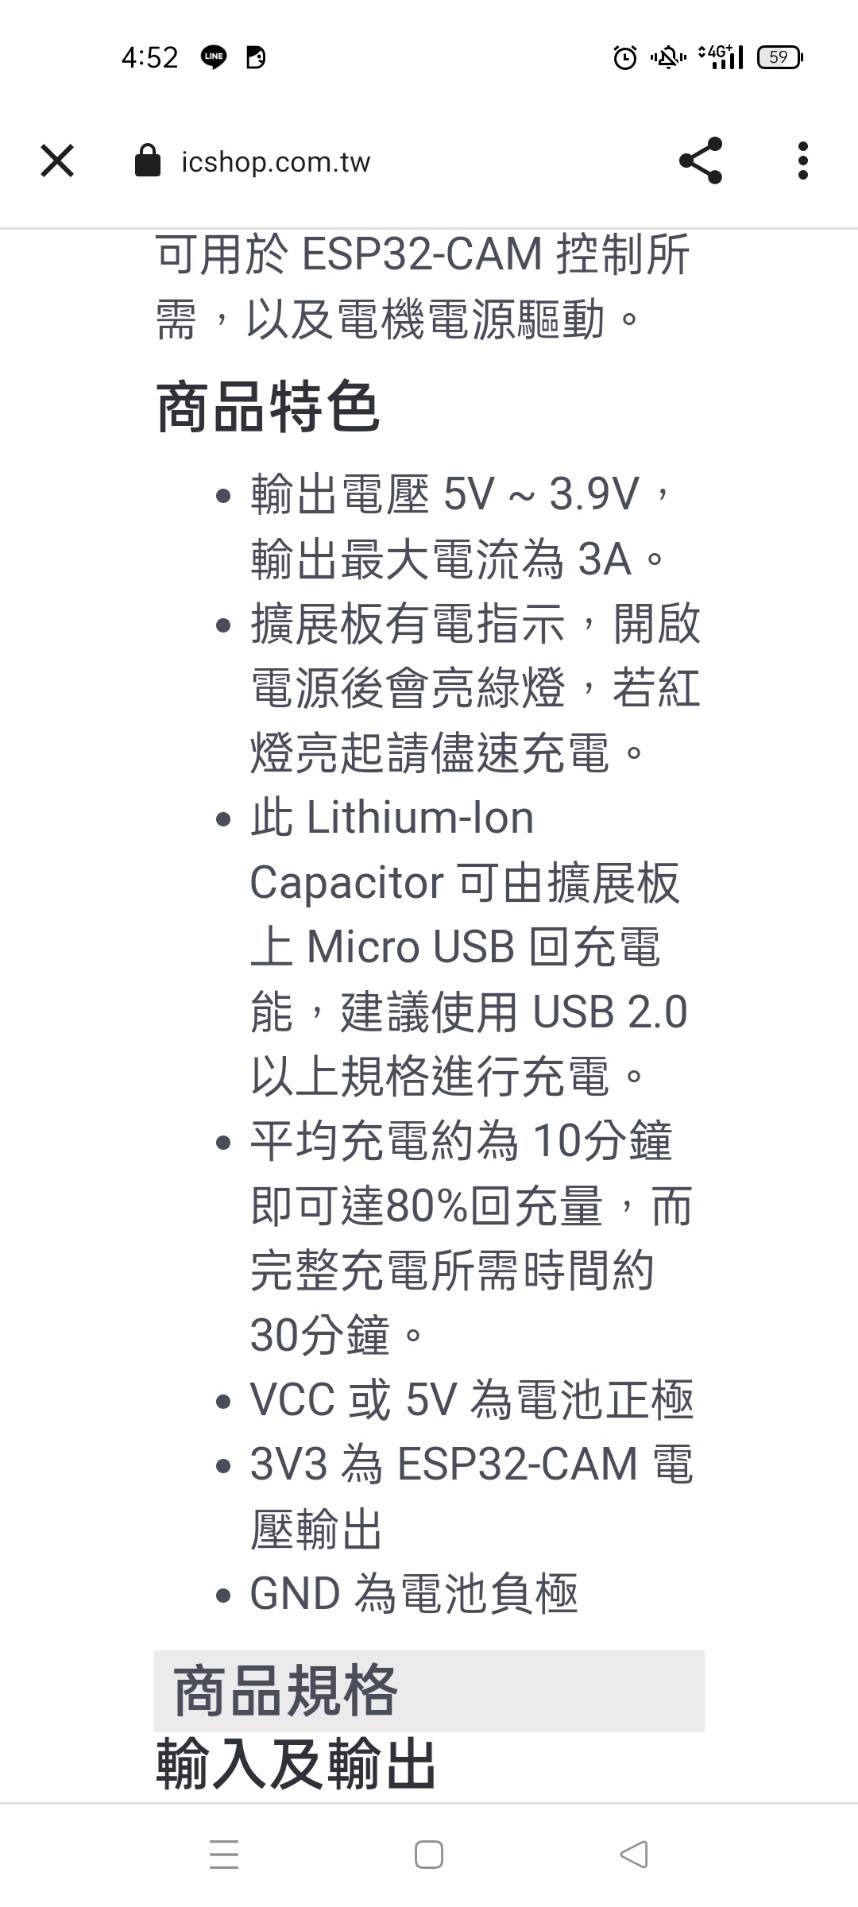 4:52 LINE 4G+ 59
icshop.com.tw
可用於 ESP32-CAM 控制所
需，以及電機電源驅動。
商品特色
• 輸出電壓 5V ~ 3.9V，
輸出最大電流為 3A。
• 擴展板有電指示，開啟
電源後會亮綠燈，若紅
燈亮起請儘速充電。
• 此 Lithium-Ion
Capacitor 可由擴展板
上 Micro USB 回充電
能，建議使用 USB 2.0
以上規格進行充電。
• 平均充電約為 10分鐘
即可達80%回充量，而
完整充電所需時間約
30分鐘。
• VCC 或 5V 為電池正極
• 3V3 為 ESP32-CAM 電
壓輸出
• GND 為電池負極
商品規格
輸入及輸出